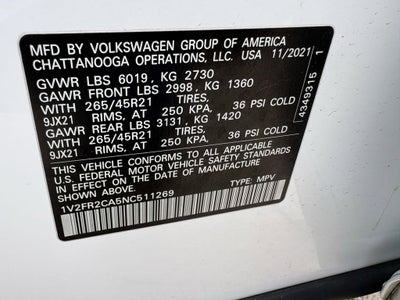 MFD BY VOLKSWAGEN GROUP OF AMERICA
CHATTANOOGA OPERATIONS, LLC. USA 11/2021
GVWR LBS 6019, KG 2730
GAWR FRONT LBS 2998, KG 1360
WITH 265/45R21 TIRES,
9JX21 RIMS, AT 250 KPA, 36 PSI COLD
GAWR REAR LBS 3131, KG 1420
WITH 265/45R21 TIRES,
9JX21 RIMS, AT 250 KPA, 36 PSI COLD
THIS VEHICLE CONFORMS TO ALL APPLICABLE
U.S. FEDERAL MOTOR VEHICLE SAFETY STANDARDS
IN EFFECT ON THE DATE OF MANUFACTURE
SHOWN ABOVE.
1V2FR2CA5NC511269 TYPE: MPV
4349315 / 1